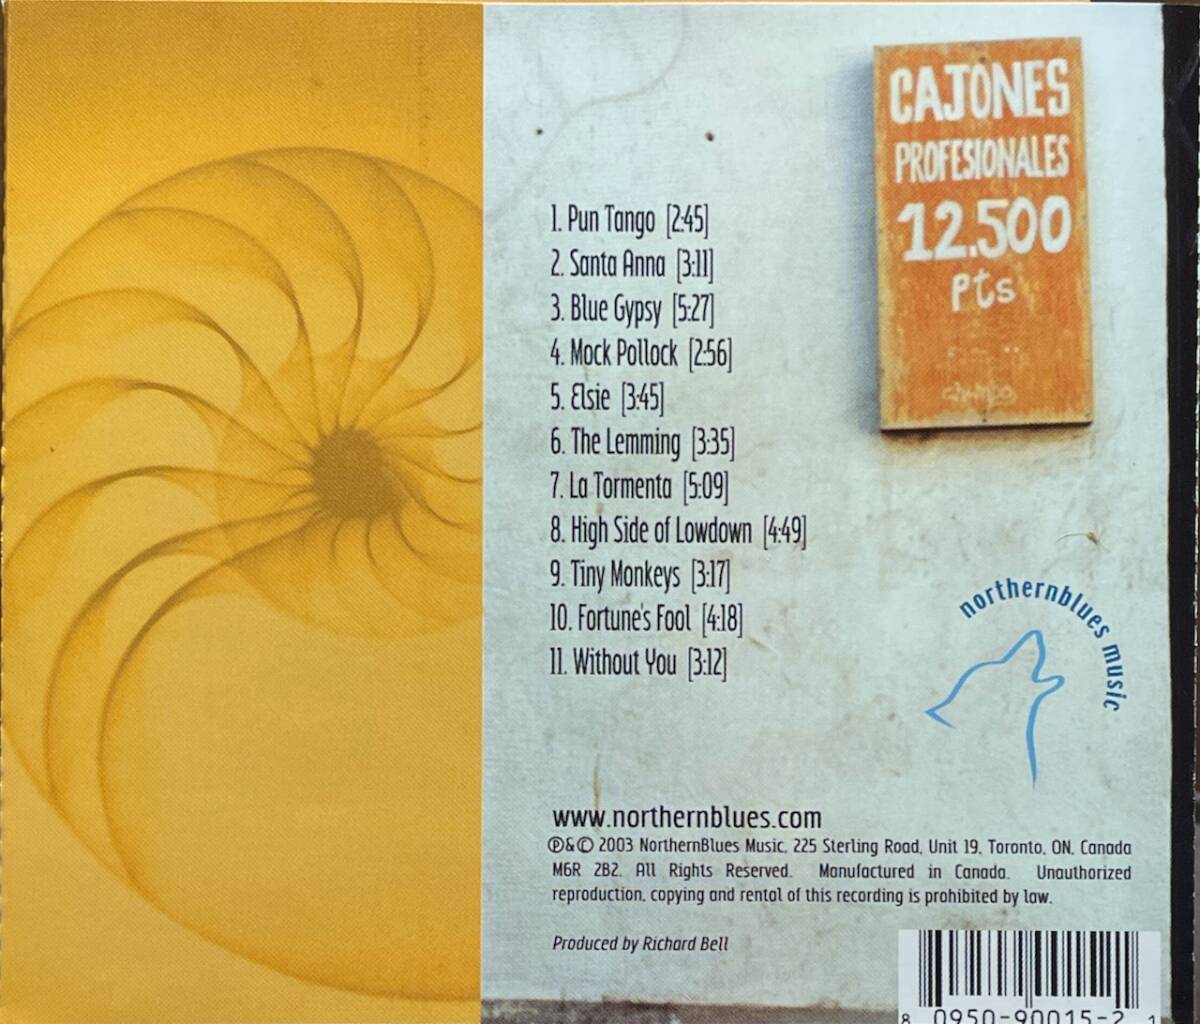 CAJONES
PROFESIONALES
12.500
Pts
1. Pun Tango [2:45]
2. Santa Anna [3:11]
3. Blue Gypsy [5:27]
4. Mock Pollock [2:56]
5. Elsie [3:45]
6. The Lemming [3:35]
7. La Tormenta [5:09]
8. High Side of Lowdown [4:49]
9. Tiny Monkeys [3:17]
10. Fortune's Fool [4:18]
11. Without You [3:12]
northernblues music
www.northernblues.com
℗&© 2003 NorthernBlues Music, 225 Sterling Road, Unit 19, Toronto, ON, Canada
M6R 2B2. All Rights Reserved. Manufactured in Canada. Unauthorized
reproduction, copying and rental of this recording is prohibited by law.
Produced by Richard Bell
8 0950-90015-2 1